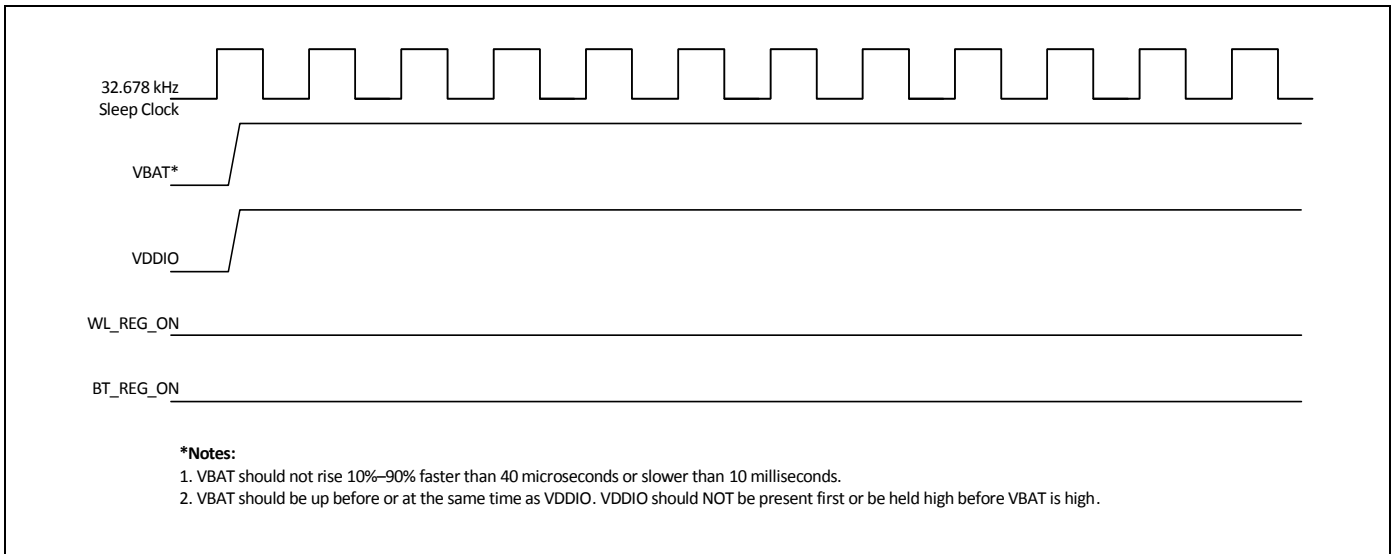 32.678 kHz
Sleep Clock
VBAT*
VDDIO
WL_REG_ON
BT_REG_ON
*Notes:
1. VBAT should not rise 10%–90% faster than 40 microseconds or slower than 10 milliseconds.
2. VBAT should be up before or at the same time as VDDIO. VDDIO should NOT be present first or be held high before VBAT is high.